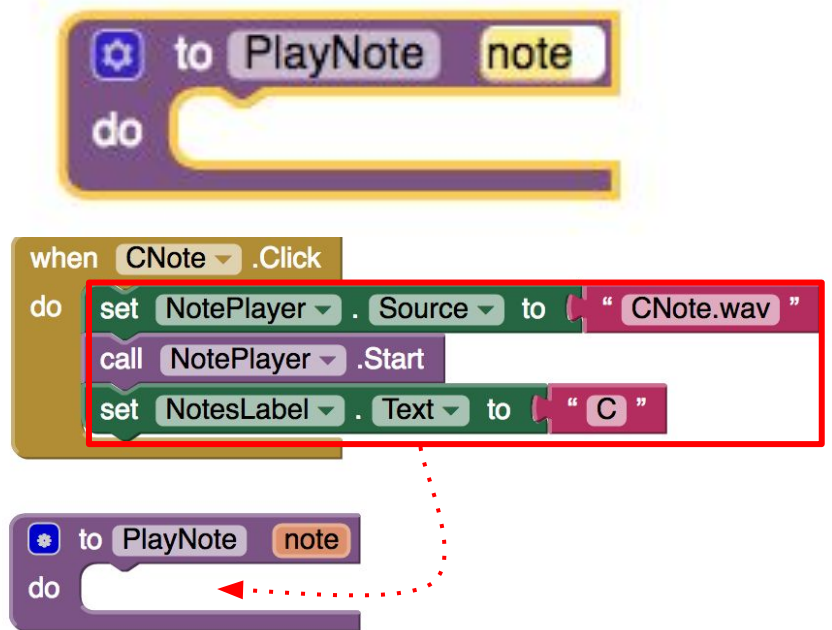 to PlayNote note
do
when CNote .Click
do set NotePlayer . Source to “ CNote.wav ”
call NotePlayer .Start
set NotesLabel . Text to “ C ”
to PlayNote note
do